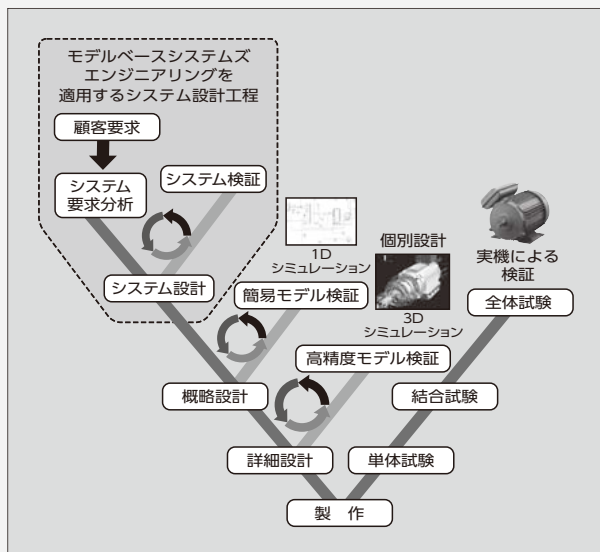 モデルベースシステムズ
エンジニアリングを
適用するシステム設計工程
顧客要求
システム
要求分析
システム検証
システム設計
1D
シミュレーション
簡易モデル検証
個別設計
3D
シミュレーション
高精度モデル検証
実機による
検証
全体試験
概略設計
結合試験
詳細設計
単体試験
製　作